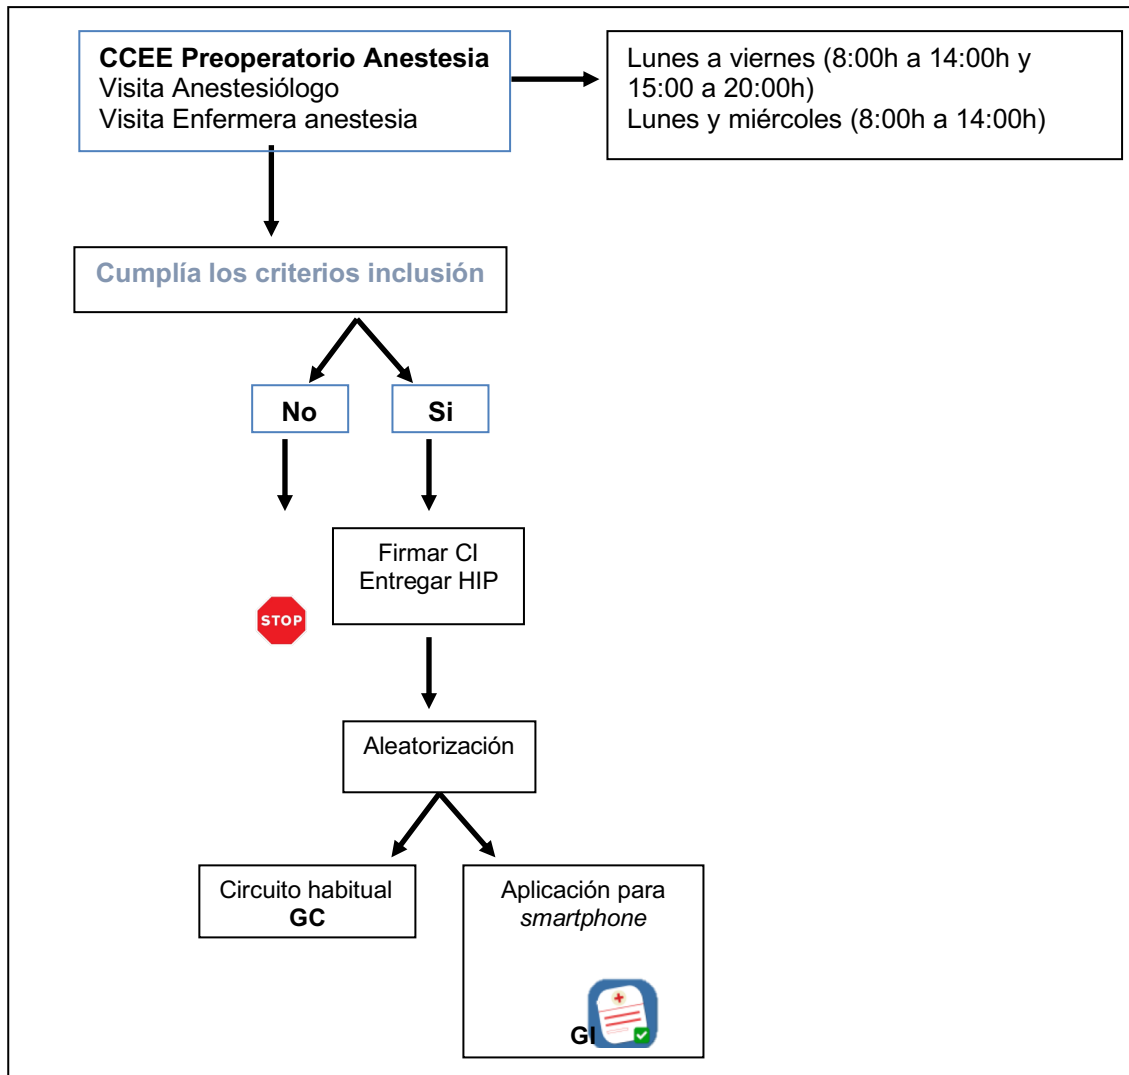 CCEE Preoperatorio Anestesia
Visita Anestesiólogo
Visita Enfermera anestesia
Lunes a viernes (8:00h a 14:00h y
15:00 a 20:00h)
Lunes y miércoles (8:00h a 14:00h)
Cumplía los criterios inclusión
No
Si
Firmar CI
Entregar HIP
STOP
Aleatorización
Circuito habitual
GC
Aplicación para
smartphone
GI